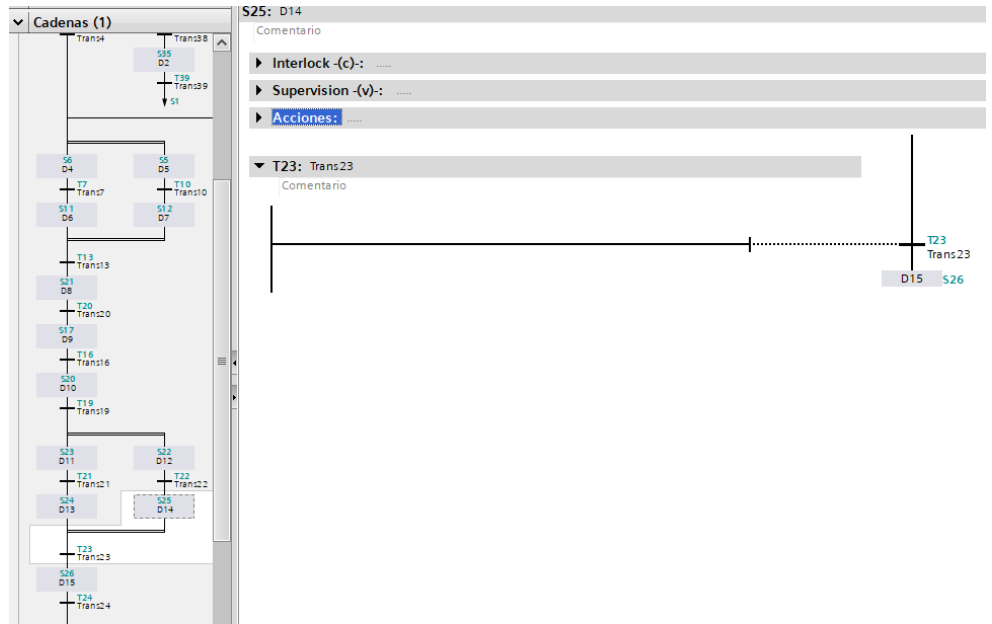 Cadenas (1)
Trans4
Trans38
S35
D2
T39
Trans39
S1
S6
D4
S5
D5
T7
Trans7
T10
Trans10
S11
D6
S12
D7
T13
Trans13
S21
D8
T20
Trans20
S17
D9
T16
Trans16
S20
D10
T19
Trans19
S23
D11
S22
D12
T21
Trans21
T22
Trans22
S24
D13
S25
D14
T23
Trans23
S26
D15
T24
Trans24
S25: D14
Comentario
Interlock -(c)-: .....
Supervision -(v)-: .....
Acciones: .....
T23: Trans23
Comentario
T23
Trans23
D15 S26